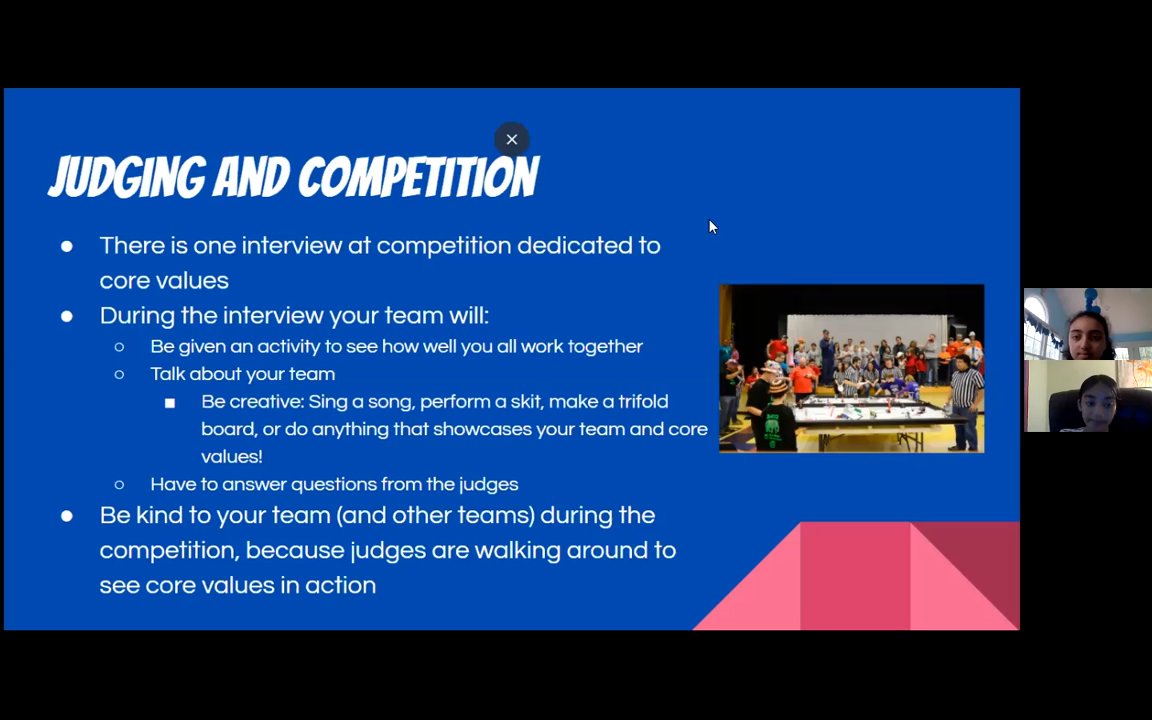 JUDGING AND COMPETITION
There is one interview at competition dedicated to
core values
During the interview your team will:
Be given an activity to see how well you all work together
Talk about your team
Be creative: Sing a song, perform a skit, make a trifold
board, or do anything that showcases your team and core
values!
Have to answer questions from the judges
Be kind to your team (and other teams) during the
competition, because judges are walking around to
see core values in action